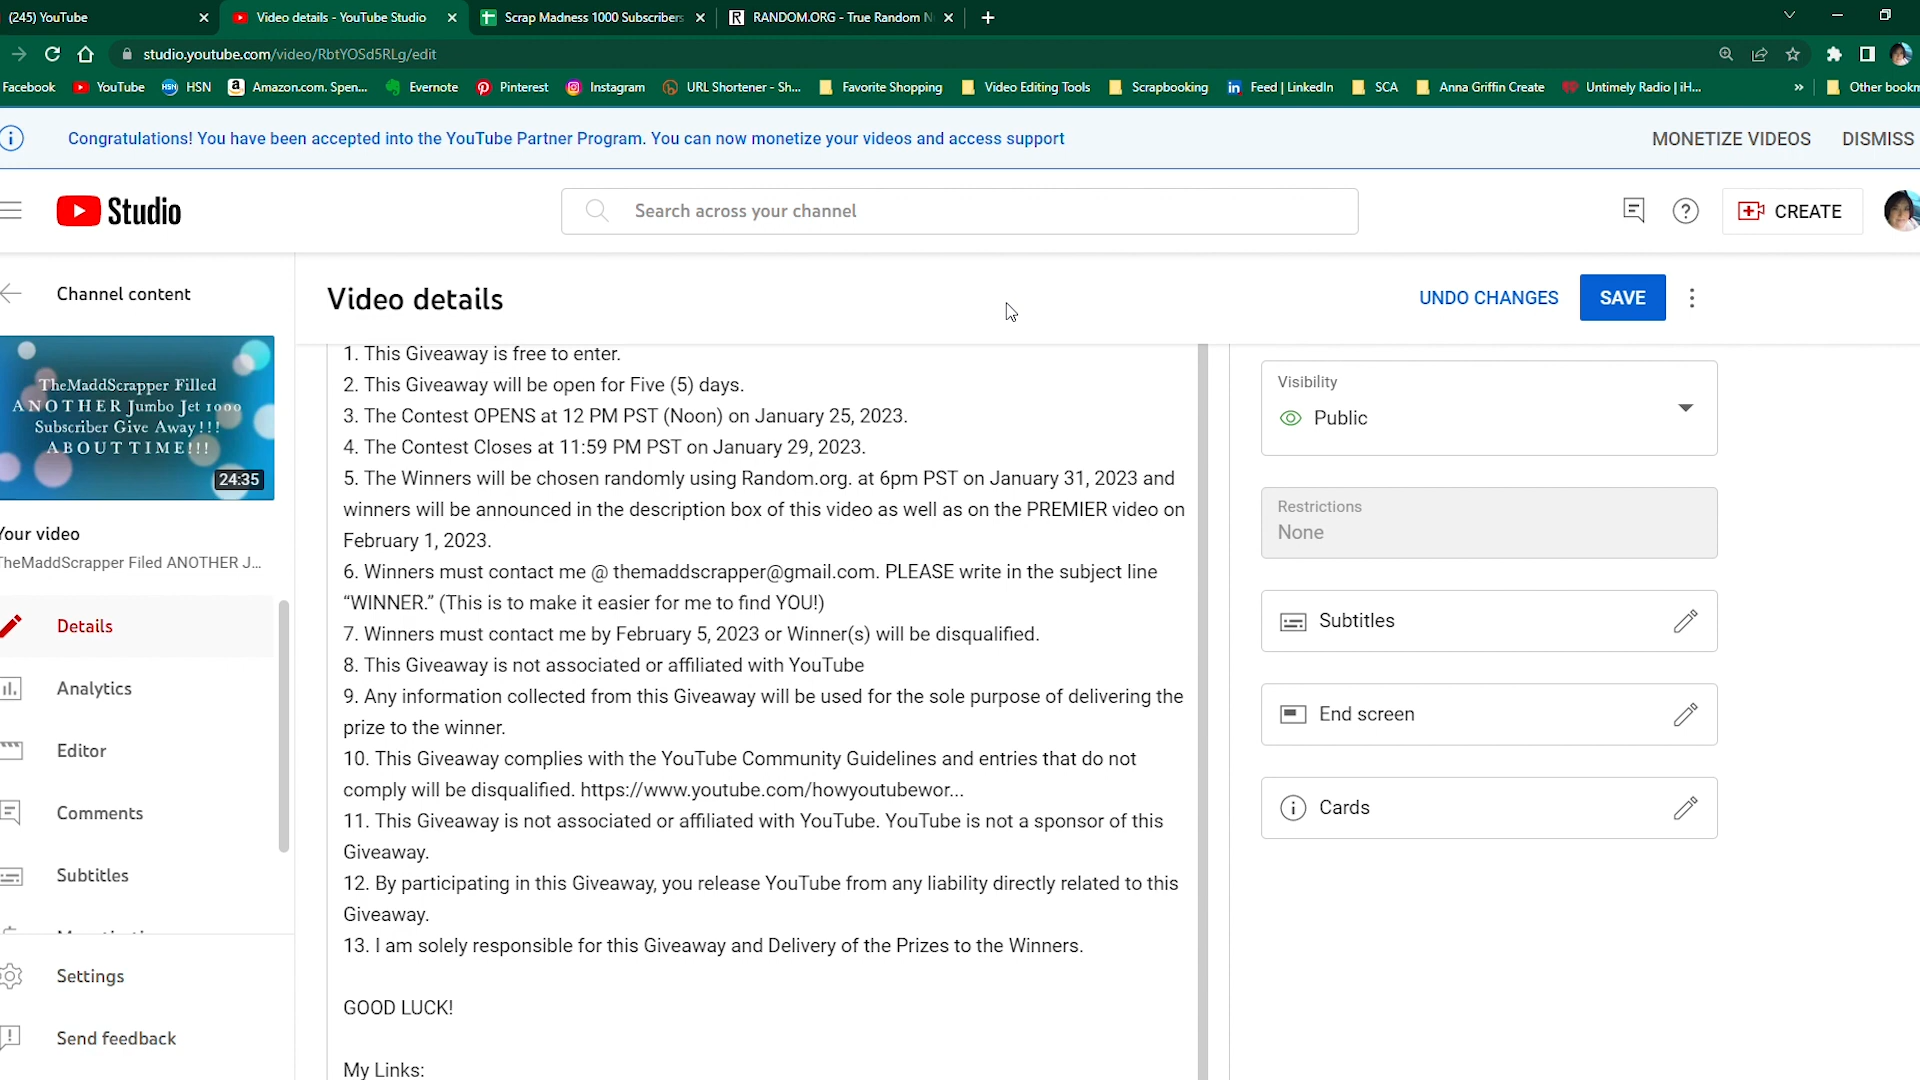 (245) YouTube
Video details - YouTube Studio
Scrap Madness 1000 Subscribers
RANDOM.ORG - True Random N
studio.youtube.com/video/RbtYOSd5RLg/edit
Facebook YouTube HSN Amazon.com. Spen... Evernote Pinterest Instagram URL Shortener - Sh... Favorite Shopping Video Editing Tools Scrapbooking Feed | LinkedIn SCA Anna Griffin Create Untimely Radio | iH... » Other bookm
Congratulations! You have been accepted into the YouTube Partner Program. You can now monetize your videos and access support
MONETIZE VIDEOS DISMISS
Studio
Search across your channel
CREATE
Channel content
Video details
UNDO CHANGES SAVE
TheMaddScrapper Filled
ANOTHER Jumbo Jet 1000
Subscriber Give Away!!!
ABOUT TIME!!!
24:35
Your video
TheMaddScrapper Filed ANOTHER J...
Details
Analytics
Editor
Comments
Subtitles
Settings
Send feedback
1. This Giveaway is free to enter.
2. This Giveaway will be open for Five (5) days.
3. The Contest OPENS at 12 PM PST (Noon) on January 25, 2023.
4. The Contest Closes at 11:59 PM PST on January 29, 2023.
5. The Winners will be chosen randomly using Random.org. at 6pm PST on January 31, 2023 and
winners will be announced in the description box of this video as well as on the PREMIER video on
February 1, 2023.
6. Winners must contact me @ themaddscrapper@gmail.com. PLEASE write in the subject line
“WINNER.” (This is to make it easier for me to find YOU!)
7. Winners must contact me by February 5, 2023 or Winner(s) will be disqualified.
8. This Giveaway is not associated or affiliated with YouTube
9. Any information collected from this Giveaway will be used for the sole purpose of delivering the
prize to the winner.
10. This Giveaway complies with the YouTube Community Guidelines and entries that do not
comply will be disqualified. https://www.youtube.com/howyoutubewor...
11. This Giveaway is not associated or affiliated with YouTube. YouTube is not a sponsor of this
Giveaway.
12. By participating in this Giveaway, you release YouTube from any liability directly related to this
Giveaway.
13. I am solely responsible for this Giveaway and Delivery of the Prizes to the Winners.
GOOD LUCK!
My Links:
Visibility
Public
Restrictions
None
Subtitles
End screen
Cards